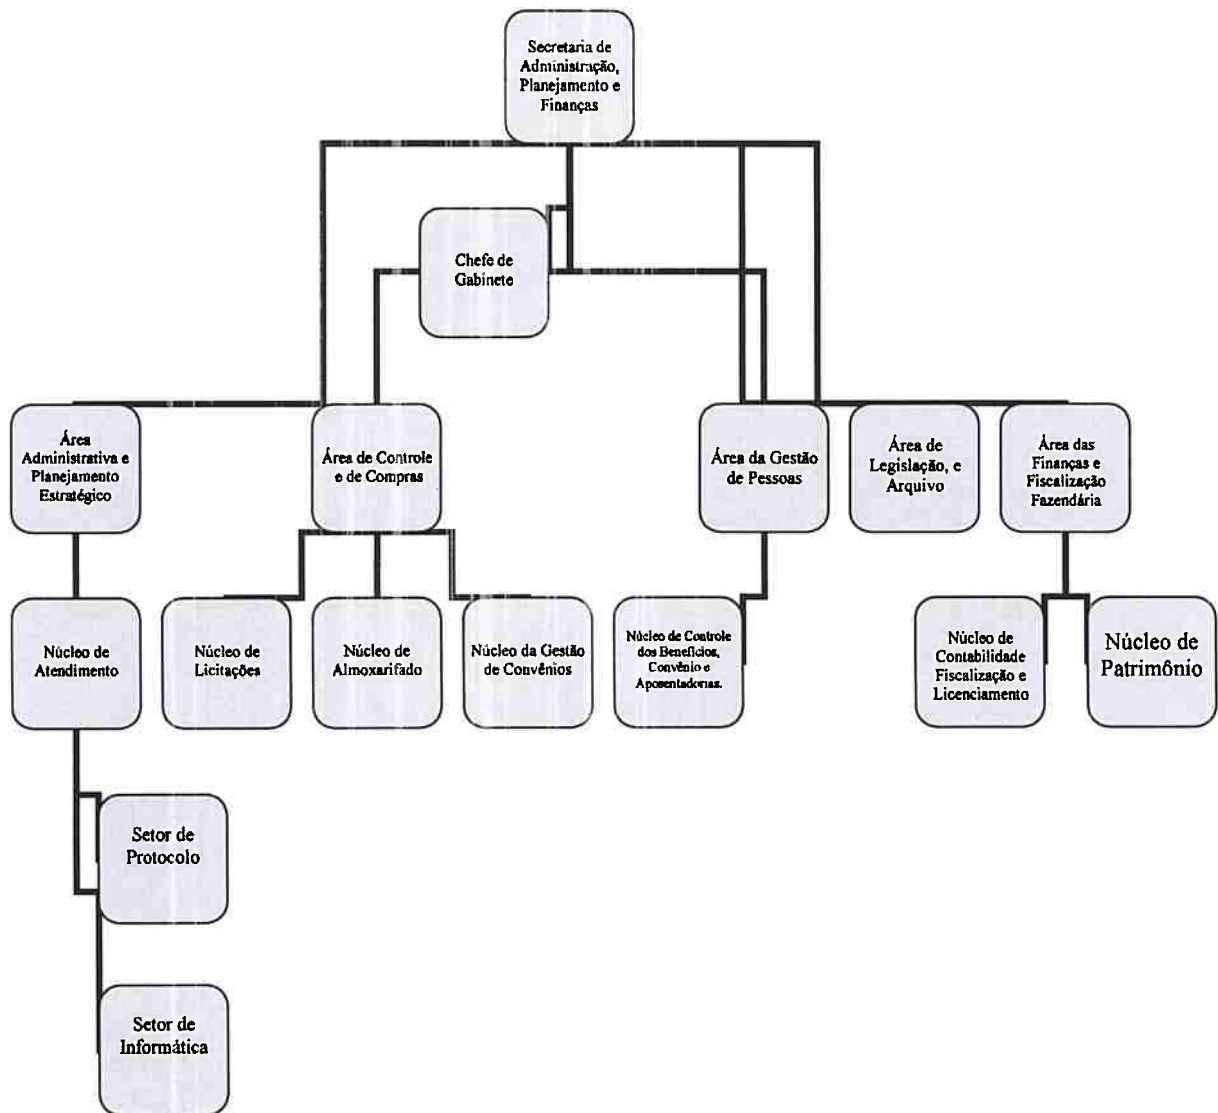 Secretaria de
Administração,
Planejamento e
Finanças
Chefe de
Gabinete
Área
Administrativa e
Planejamento
Estratégico
Área de Controle
e de Compras
Área da Gestão
de Pessoas
Área de
Legislação, e
Arquivo
Área das
Finanças e
Fiscalização
Fazendária
Núcleo de
Atendimento
Núcleo de
Licitações
Núcleo de
Almoxarifado
Núcleo da Gestão
de Convênios
Núcleo de Controle
dos Benefícios,
Convênio e
Aposentadorias.
Núcleo de
Contabilidade
Fiscalização e
Licenciamento
Núcleo de
Patrimônio
Setor de
Protocolo
Setor de
Informática